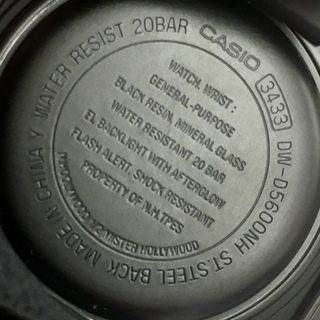 WATER RESIST 20BAR CASIO 3433 DW-D5600NH ST.STEEL BACK MADE IN CHINA Y
WATCH, WRIST :
GENERAL-PURPOSE
BLACK RESIN, MINERAL GLASS
WATER RESISTANT 20 BAR
EL BACKLIGHT WITH AFTERGLOW
FLASH ALERT, SHOCK RESISTANT
PROPERTY OF N.H.TPES
MISTER HOLLYWOOD